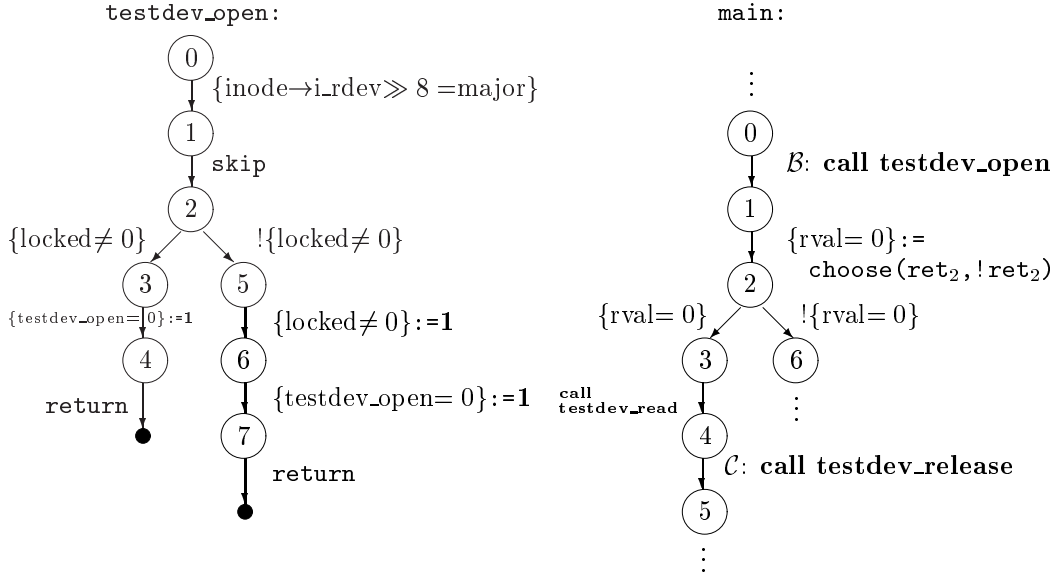 testdev_open:
0
{inode→i_rdev≫ 8 =major}
1
skip
2
{locked≠ 0}
!{locked≠ 0}
3
5
{testdev_open= 0}:=1
{locked≠ 0}:=1
4
6
return
{testdev_open= 0}:=1
7
return
main:
⋮
0
ℬ: call testdev_open
1
{rval= 0}:=
choose(ret₂,!ret₂)
2
{rval= 0}
!{rval= 0}
3
6
call
testdev_read
⋮
4
𝒞: call testdev_release
5
⋮